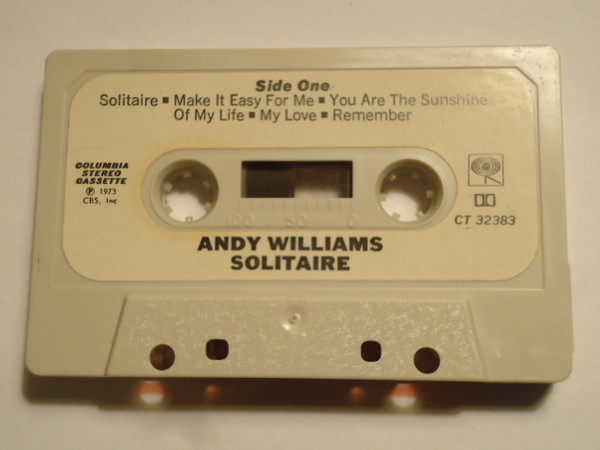 Side One
Solitaire ■ Make It Easy For Me ■ You Are The Sunshine
Of My Life ■ My Love ■ Remember
COLUMBIA
STEREO
CASSETTE
Ⓟ 1973
CBS, Inc
100 50 0
CT 32383
ANDY WILLIAMS
SOLITAIRE